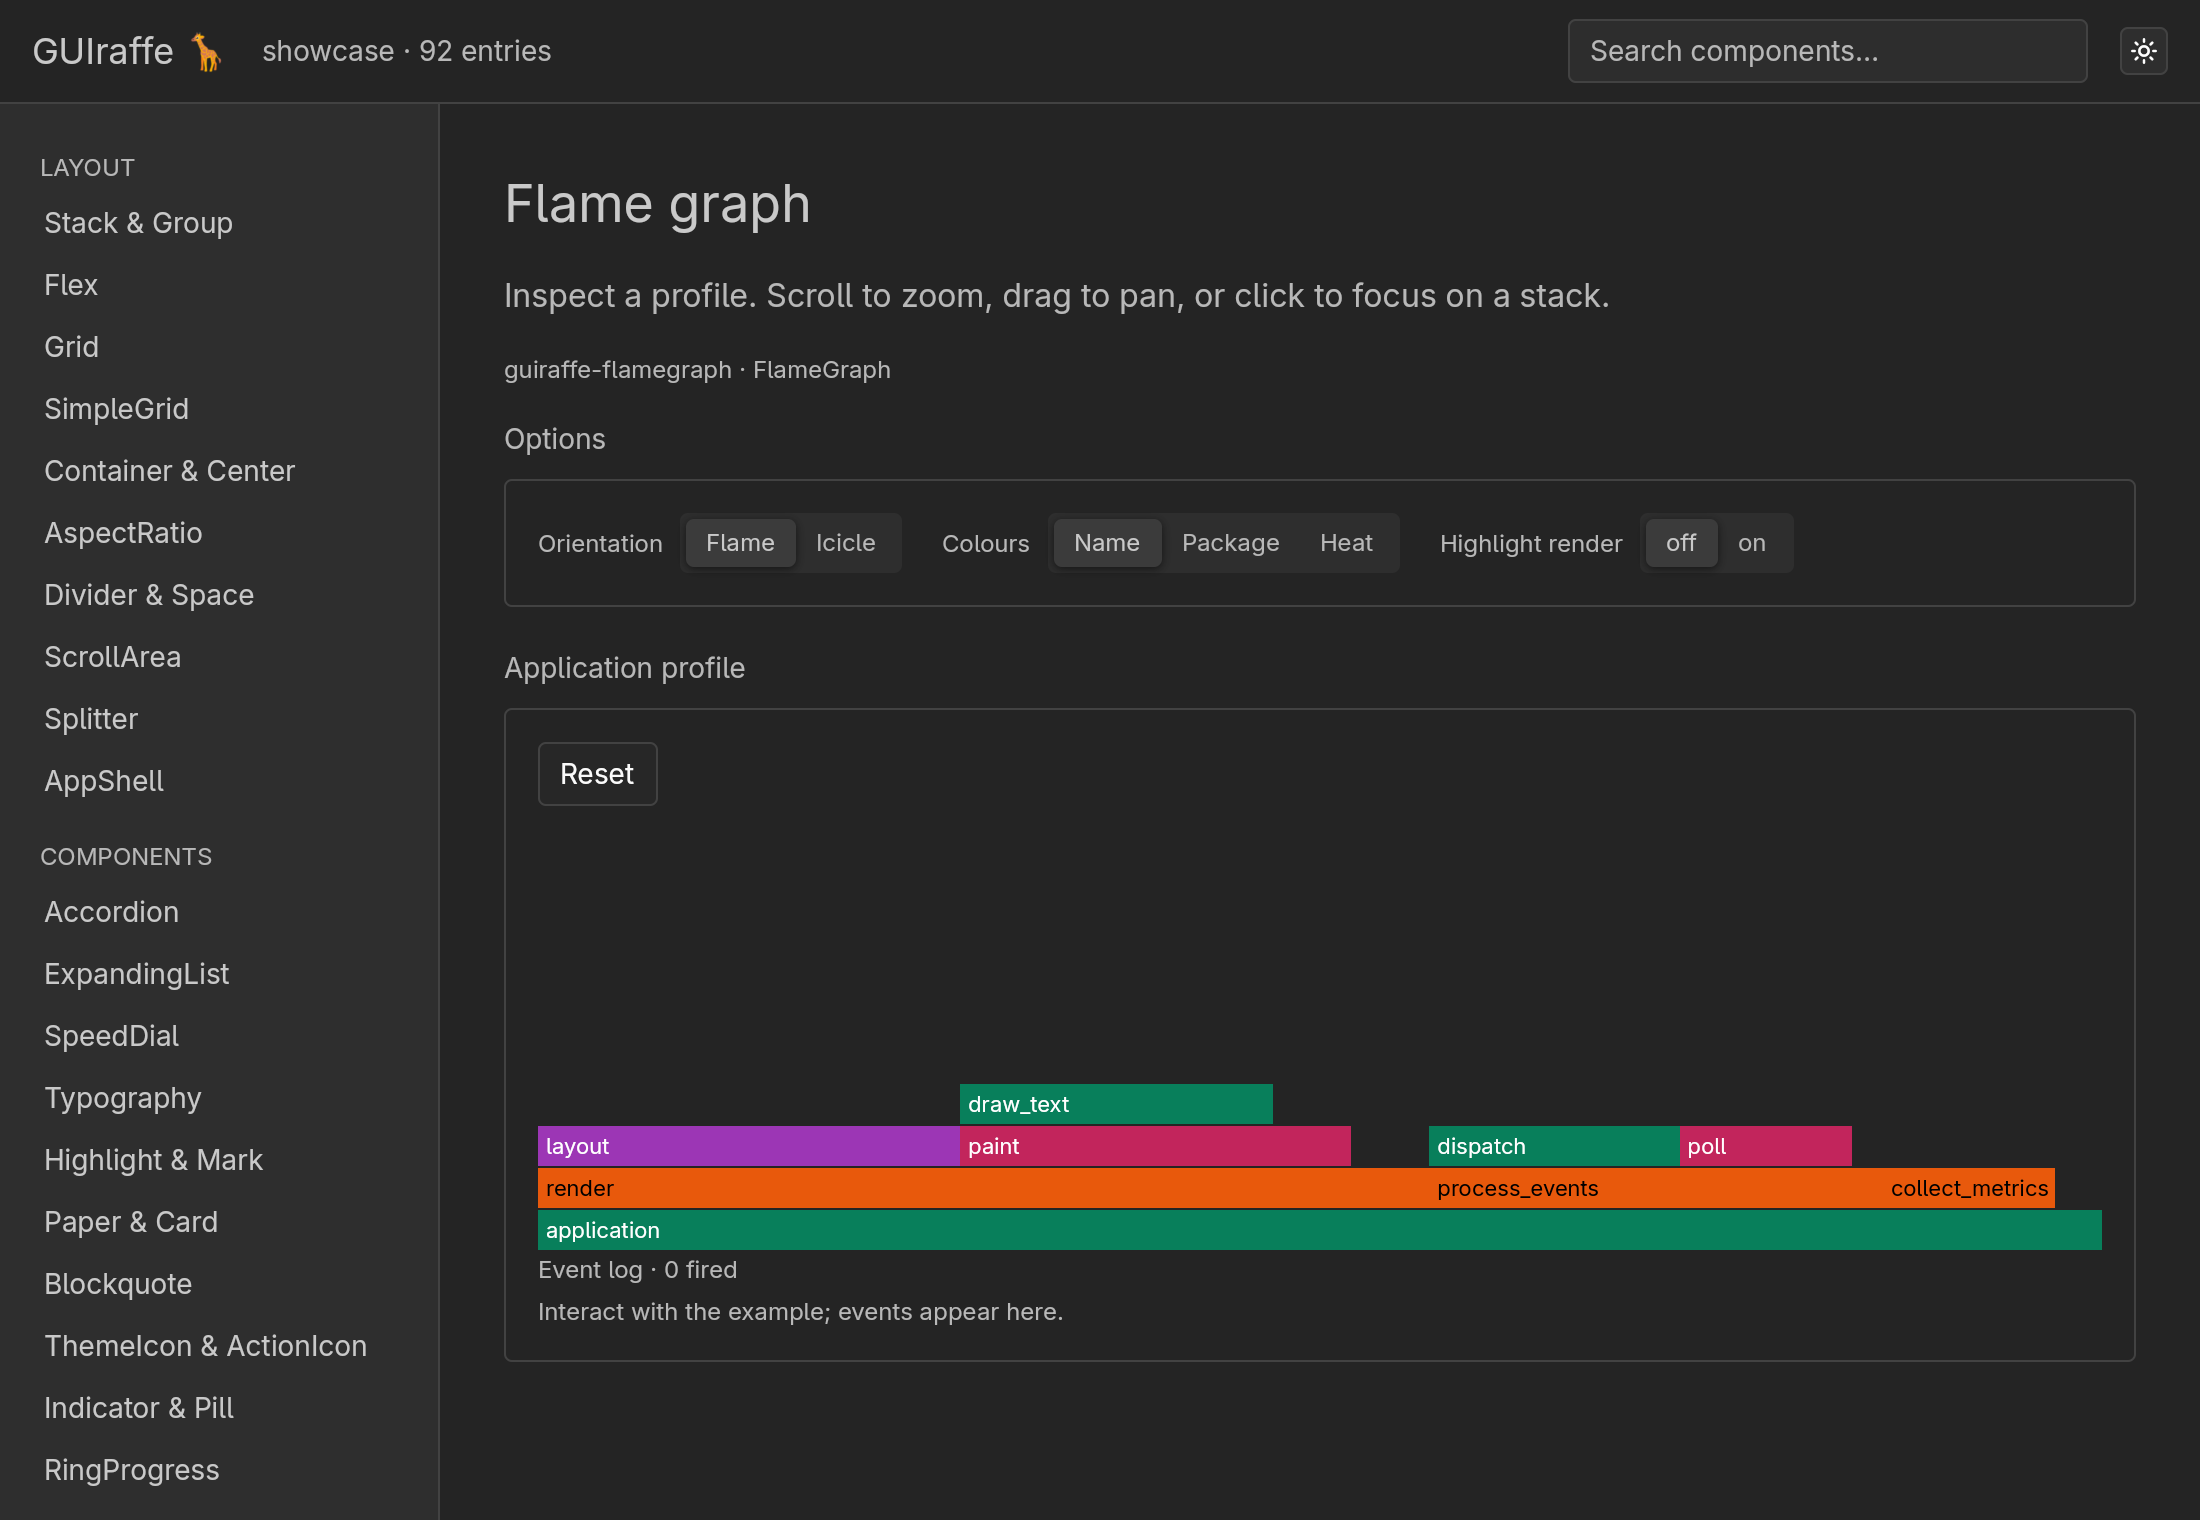 GUIraffe 🦒 showcase · 92 entries
Search components...
LAYOUT
Stack & Group
Flex
Grid
SimpleGrid
Container & Center
AspectRatio
Divider & Space
ScrollArea
Splitter
AppShell
COMPONENTS
Accordion
ExpandingList
SpeedDial
Typography
Highlight & Mark
Paper & Card
Blockquote
ThemeIcon & ActionIcon
Indicator & Pill
RingProgress
Flame graph
Inspect a profile. Scroll to zoom, drag to pan, or click to focus on a stack.
guiraffe-flamegraph · FlameGraph
Options
Orientation Flame Icicle Colours Name Package Heat Highlight render off on
Application profile
Reset
draw_text
layout paint dispatch poll
render process_events collect_metrics
application
Event log · 0 fired
Interact with the example; events appear here.